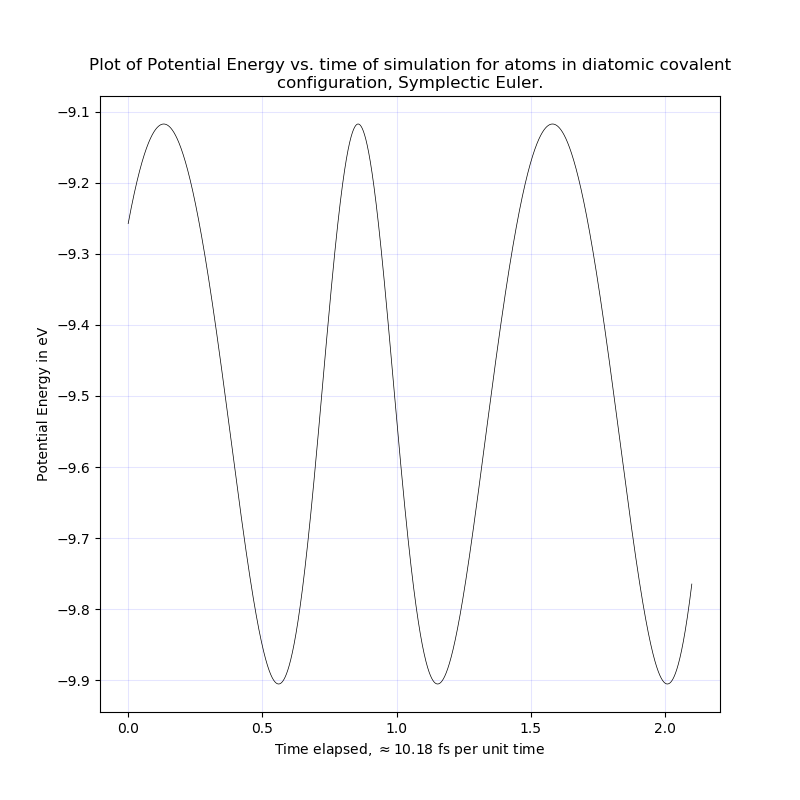 Plot of Potential Energy vs. time of simulation for atoms in diatomic covalent
configuration, Symplectic Euler.
−9.1
−9.2
−9.3
−9.4
−9.5
−9.6
−9.7
−9.8
−9.9
Potential Energy in eV
0.0 0.5 1.0 1.5 2.0
Time elapsed, ≈10.18 fs per unit time